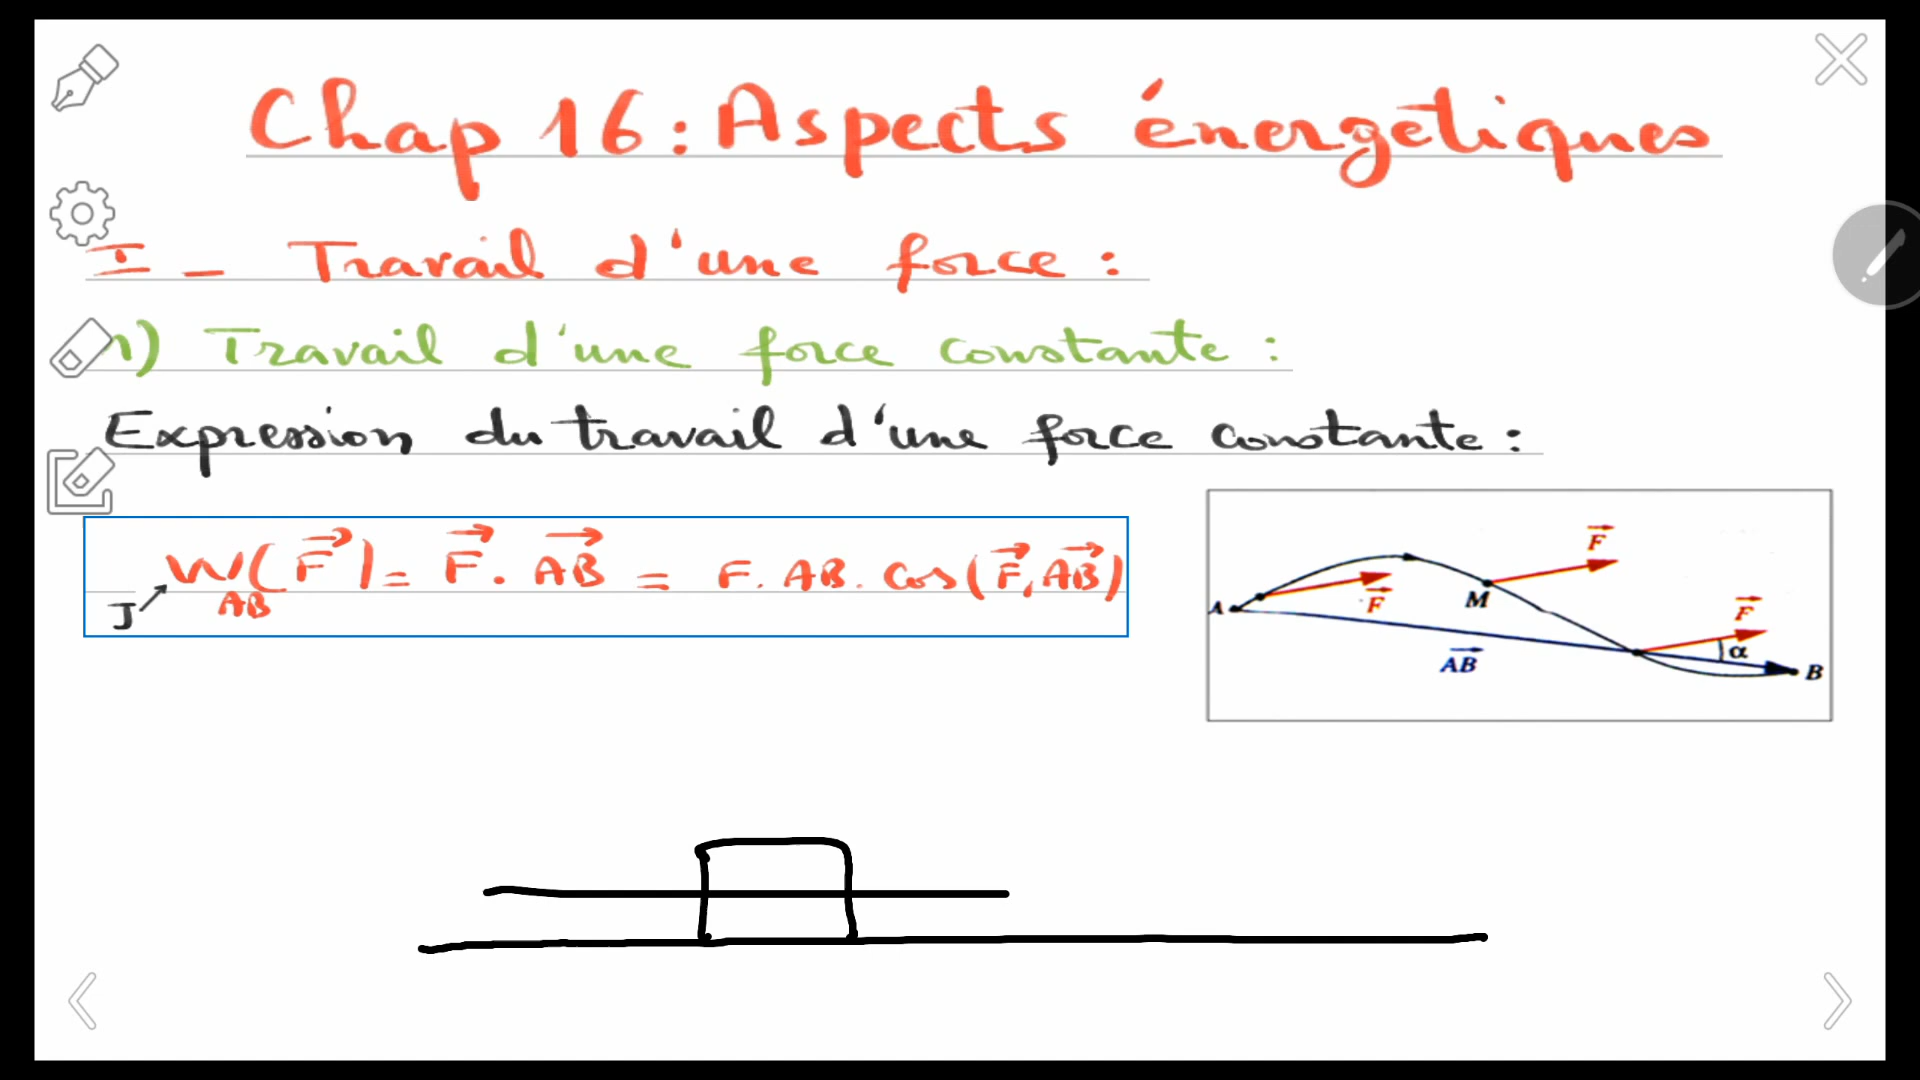 Chap 16 : Aspects énergétiques
I - Travail d'une force :
1) Travail d'une force constante :
Expression du travail d'une force constante :
W_AB(F⃗) = F⃗ . AB⃗ = F. AB. cos(F⃗, AB⃗)
J
F⃗
A
F⃗
M
F⃗
α
AB⃗
B